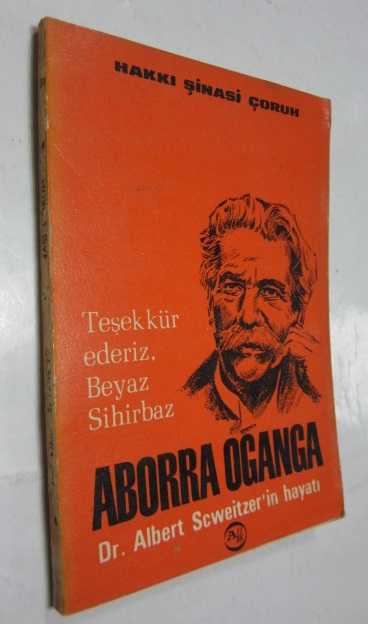 HAKKI ŞİNASİ ÇORUH
Teşekkür
ederiz,
Beyaz
Sihirbaz
ABORRA OGANGA
Dr. Albert Scweitzer'in hayatı